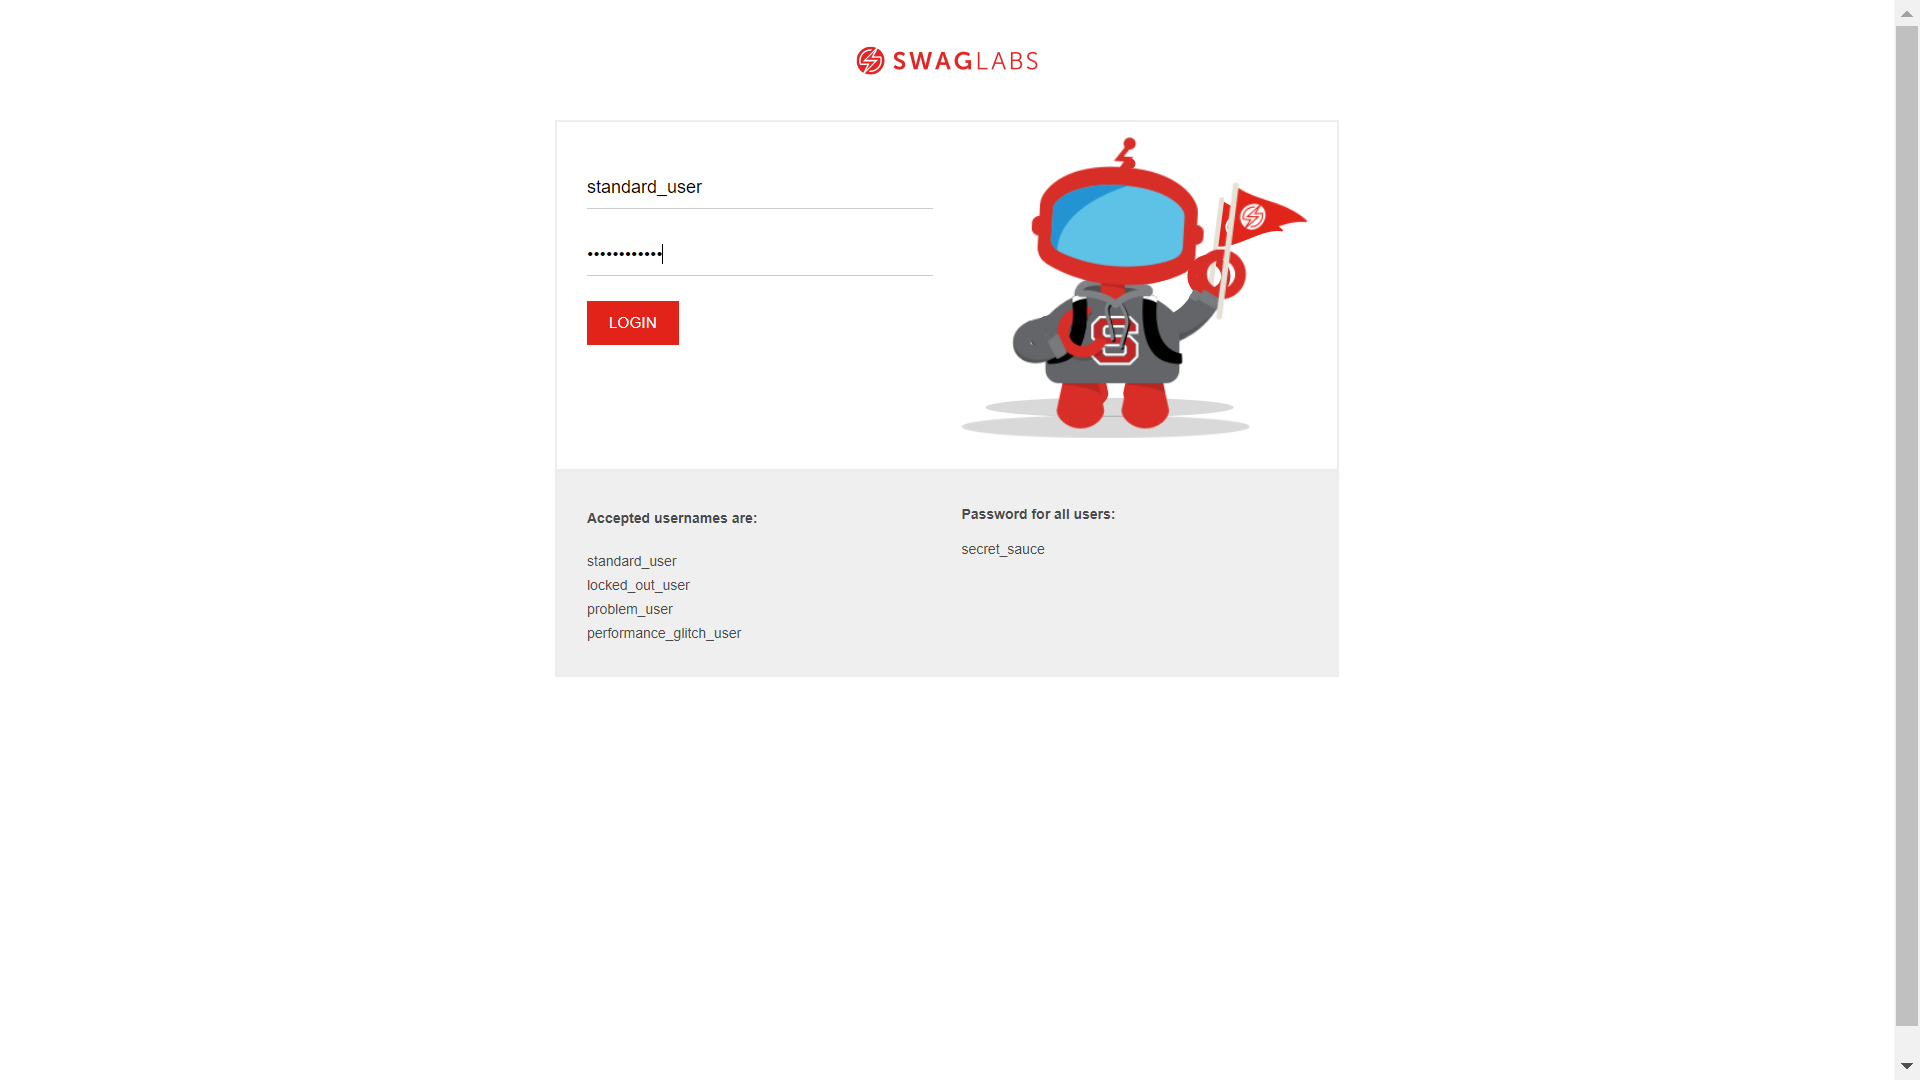 SWAGLABS
standard_user
••••••••••••
LOGIN
S
Accepted usernames are:
standard_user
locked_out_user
problem_user
performance_glitch_user
Password for all users:
secret_sauce